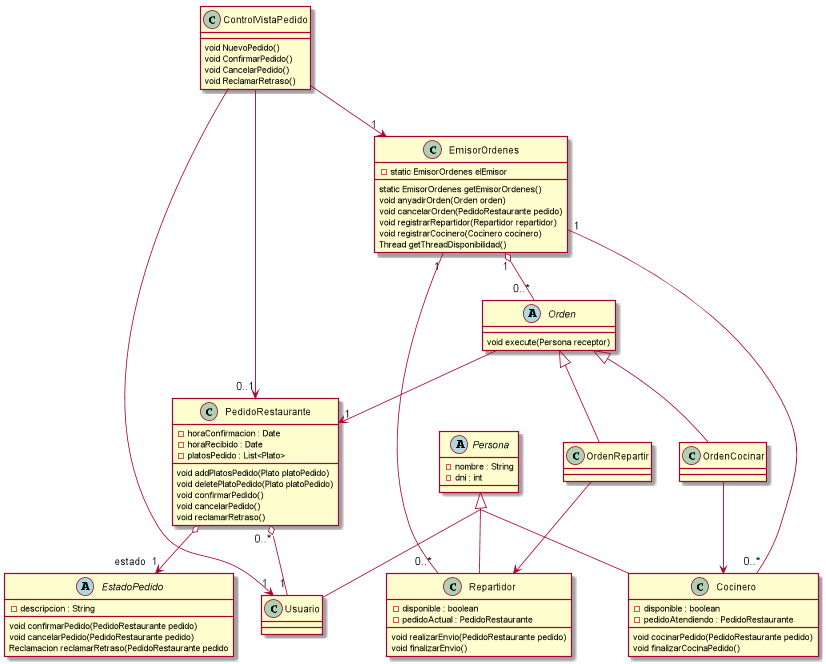 C ControlVistaPedido
void NuevoPedido()
void ConfirmarPedido()
void CancelarPedido()
void ReclamarRetraso()
1
C EmisorOrdenes
static EmisorOrdenes elEmisor
static EmisorOrdenes getEmisorOrdenes()
void anyadirOrden(Orden orden)
void cancelarOrden(PedidoRestaurante pedido)
void registrarRepartidor(Repartidor repartidor)
void registrarCocinero(Cocinero cocinero)
Thread getThreadDisponibilidad()
1
1
1
0..*
A Orden
void execute(Persona receptor)
0..1
1
C PedidoRestaurante
horaConfirmacion : Date
horaRecibido : Date
platosPedido : List<Plato>
void addPlatosPedido(Plato platoPedido)
void deletePlatoPedido(Plato platoPedido)
void confirmarPedido()
void cancelarPedido()
void reclamarRetraso()
A Persona
nombre : String
dni : int
C OrdenRepartir
C OrdenCocinar
0..*
estado 1
1
1
0..*
0..*
A EstadoPedido
descripcion : String
void confirmarPedido(PedidoRestaurante pedido)
void cancelarPedido(PedidoRestaurante pedido)
Reclamacion reclamarRetraso(PedidoRestaurante pedido
C Usuario
C Repartidor
disponible : boolean
pedidoActual : PedidoRestaurante
void realizarEnvio(PedidoRestaurante pedido)
void finalizarEnvio()
C Cocinero
disponible : boolean
pedidoAtendiendo : PedidoRestaurante
void cocinarPedido(PedidoRestaurante pedido)
void finalizarCocinaPedido()